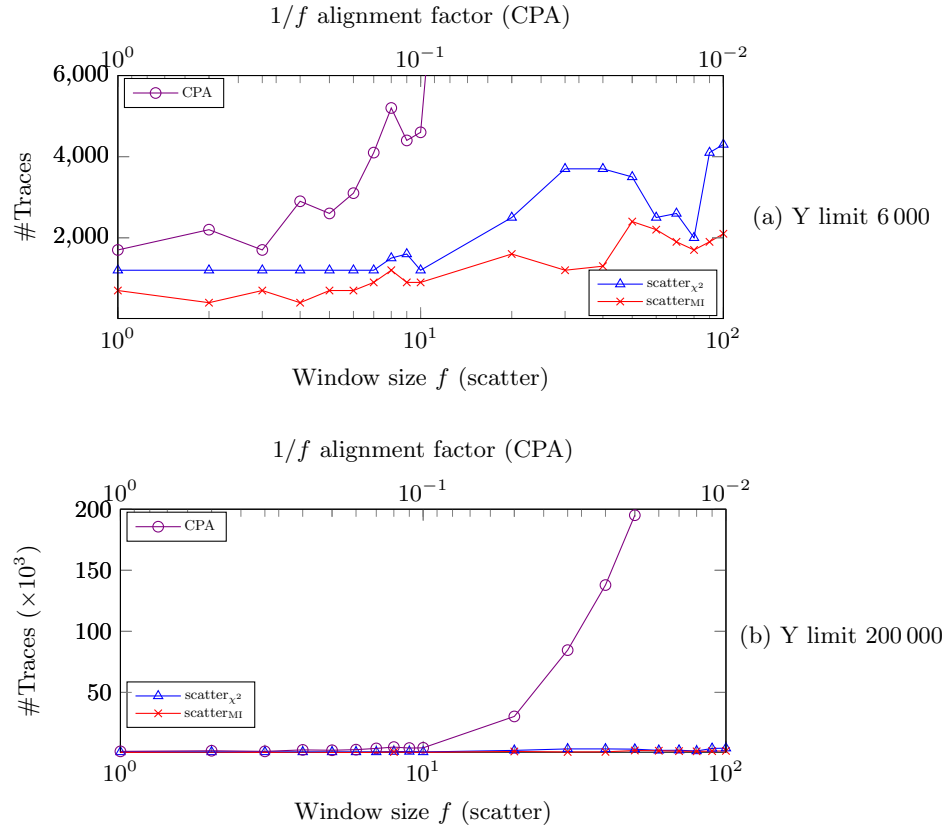 1/f alignment factor (CPA)
10^0 10^-1 10^-2
6,000
4,000
2,000
#Traces
CPA
scatter_χ²
scatter_MI
(a) Y limit 6 000
10^0 10^1 10^2
Window size f (scatter)
1/f alignment factor (CPA)
10^0 10^-1 10^-2
200
150
100
50
#Traces (×10^3)
CPA
scatter_χ²
scatter_MI
(b) Y limit 200 000
10^0 10^1 10^2
Window size f (scatter)